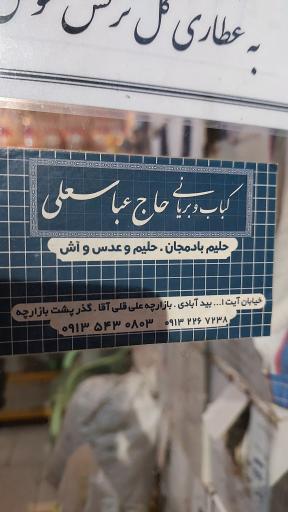 به عطاری گل نرگس خوش
کباب و بریانی حاج عباسعلی
حلیم بادمجان . حلیم و عدس و آش
خیابان آیت ا... بید آبادی . بازارچه علی قلی آقا . گذر پشت بازارچه
۰۹۱۳ ۵۴۳ ۰۸۰۳ ۰۹۱۳ ۲۲۶ ۷۲۳۸